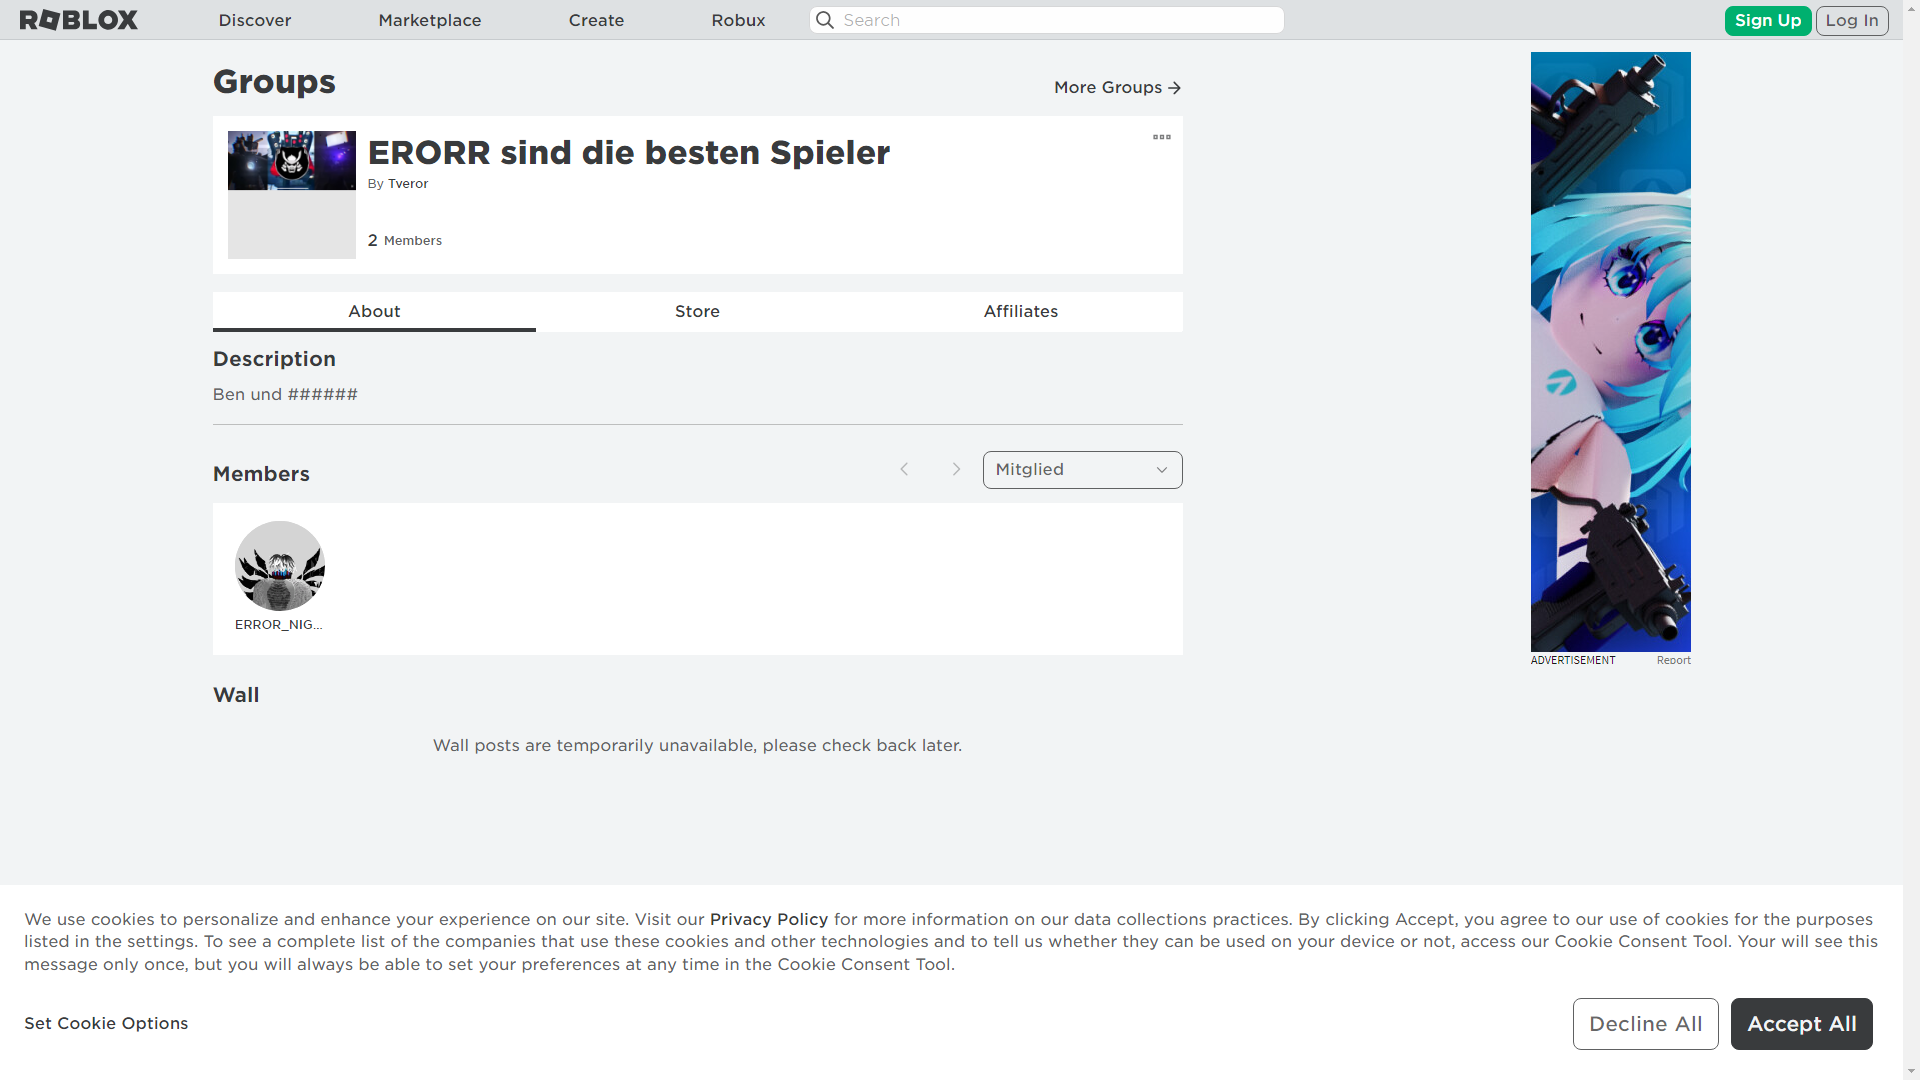 ROBLOX
Discover
Marketplace
Create
Robux
Search
Sign Up
Log In
Groups
More Groups
ERORR sind die besten Spieler
By Tveror
2 Members
About
Store
Affiliates
Description
Ben und ######
Members
Mitglied
ERROR_NIG...
Wall
Wall posts are temporarily unavailable, please check back later.
ADVERTISEMENT
Report
We use cookies to personalize and enhance your experience on our site. Visit our Privacy Policy for more information on our data collections practices. By clicking Accept, you agree to our use of cookies for the purposes
listed in the settings. To see a complete list of the companies that use these cookies and other technologies and to tell us whether they can be used on your device or not, access our Cookie Consent Tool. Your will see this
message only once, but you will always be able to set your preferences at any time in the Cookie Consent Tool.
Set Cookie Options
Decline All
Accept All